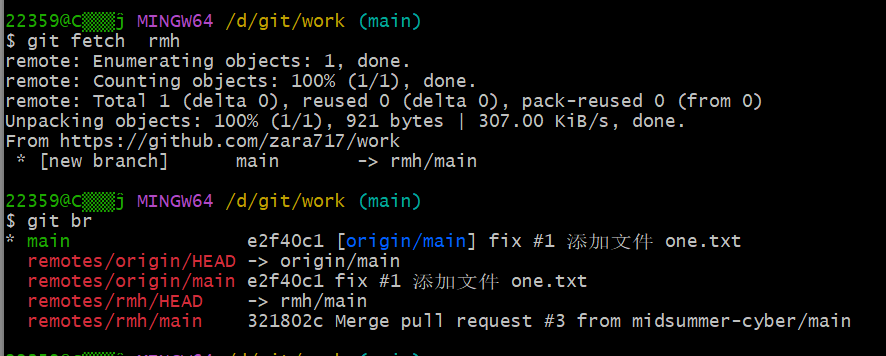 22359@C▒▒▒ĵ MINGW64 /d/git/work (main)
$ git fetch  rmh
remote: Enumerating objects: 1, done.
remote: Counting objects: 100% (1/1), done.
remote: Total 1 (delta 0), reused 0 (delta 0), pack-reused 0 (from 0)
Unpacking objects: 100% (1/1), 921 bytes | 307.00 KiB/s, done.
From https://github.com/zara717/work
 * [new branch]      main       -> rmh/main
22359@C▒▒▒ĵ MINGW64 /d/git/work (main)
$ git br
* main                e2f40c1 [origin/main] fix #1 添加文件 one.txt
  remotes/origin/HEAD -> origin/main
  remotes/origin/main e2f40c1 fix #1 添加文件 one.txt
  remotes/rmh/HEAD    -> rmh/main
  remotes/rmh/main    321802c Merge pull request #3 from midsummer-cyber/main